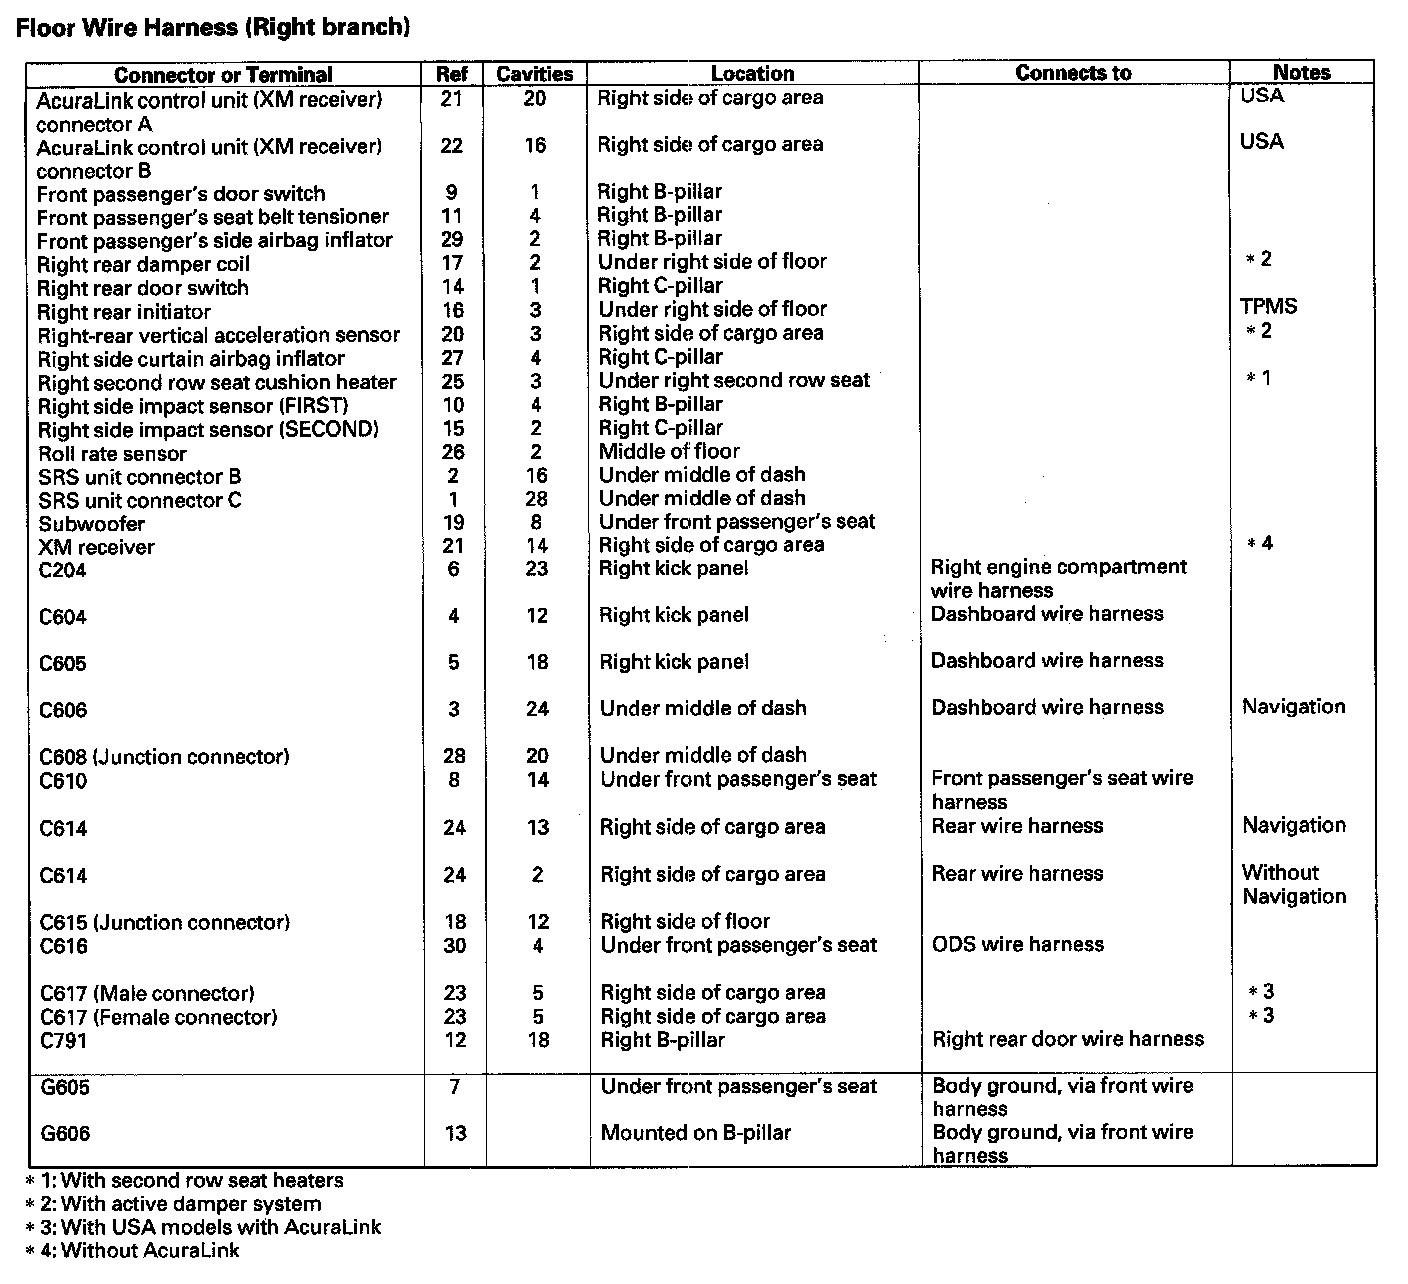 Floor Wire Harness (Right branch)
Connector or Terminal Ref Cavities Location Connects to Notes
AcuraLink control unit (XM receiver) 21 20 Right side of cargo area USA
connector A
AcuraLink control unit (XM receiver) 22 16 Right side of cargo area USA
connector B
Front passenger's door switch 9 1 Right B-pillar
Front passenger's seat belt tensioner 11 4 Right B-pillar
Front passenger's side airbag inflator 29 2 Right B-pillar
Right rear damper coil 17 2 Under right side of floor * 2
Right rear door switch 14 1 Right C-pillar
Right rear initiator 16 3 Under right side of floor TPMS
Right-rear vertical acceleration sensor 20 3 Right side of cargo area * 2
Right side curtain airbag inflator 27 4 Right C-pillar
Right second row seat cushion heater 25 3 Under right second row seat * 1
Right side impact sensor (FIRST) 10 4 Right B-pillar
Right side impact sensor (SECOND) 15 2 Right C-pillar
Roll rate sensor 26 2 Middle of floor
SRS unit connector B 2 16 Under middle of dash
SRS unit connector C 1 28 Under middle of dash
Subwoofer 19 8 Under front passenger's seat
XM receiver 21 14 Right side of cargo area * 4
C204 6 23 Right kick panel Right engine compartment
wire harness
C604 4 12 Right kick panel Dashboard wire harness
C605 5 18 Right kick panel Dashboard wire harness
C606 3 24 Under middle of dash Dashboard wire harness Navigation
C608 (Junction connector) 28 20 Under middle of dash
C610 8 14 Under front passenger's seat Front passenger's seat wire
harness
C614 24 13 Right side of cargo area Rear wire harness Navigation
C614 24 2 Right side of cargo area Rear wire harness Without
Navigation
C615 (Junction connector) 18 12 Right side of floor
C616 30 4 Under front passenger's seat ODS wire harness
C617 (Male connector) 23 5 Right side of cargo area * 3
C617 (Female connector) 23 5 Right side of cargo area * 3
C791 12 18 Right B-pillar Right rear door wire harness
G605 7 Under front passenger's seat Body ground, via front wire
harness
G606 13 Mounted on B-pillar Body ground, via front wire
harness
* 1: With second row seat heaters
* 2: With active damper system
* 3: With USA models with AcuraLink
* 4: Without AcuraLink